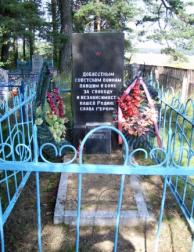 ДОБЛЕСТНЫМ
СОВЕТСКИМ ВОИНАМ
ПАВШИМ В БОЯХ
ЗА СВОБОДУ
И НЕЗАВИСИМОСТЬ
НАШЕЙ РОДИНЫ
СЛАВА ГЕРОЯМ